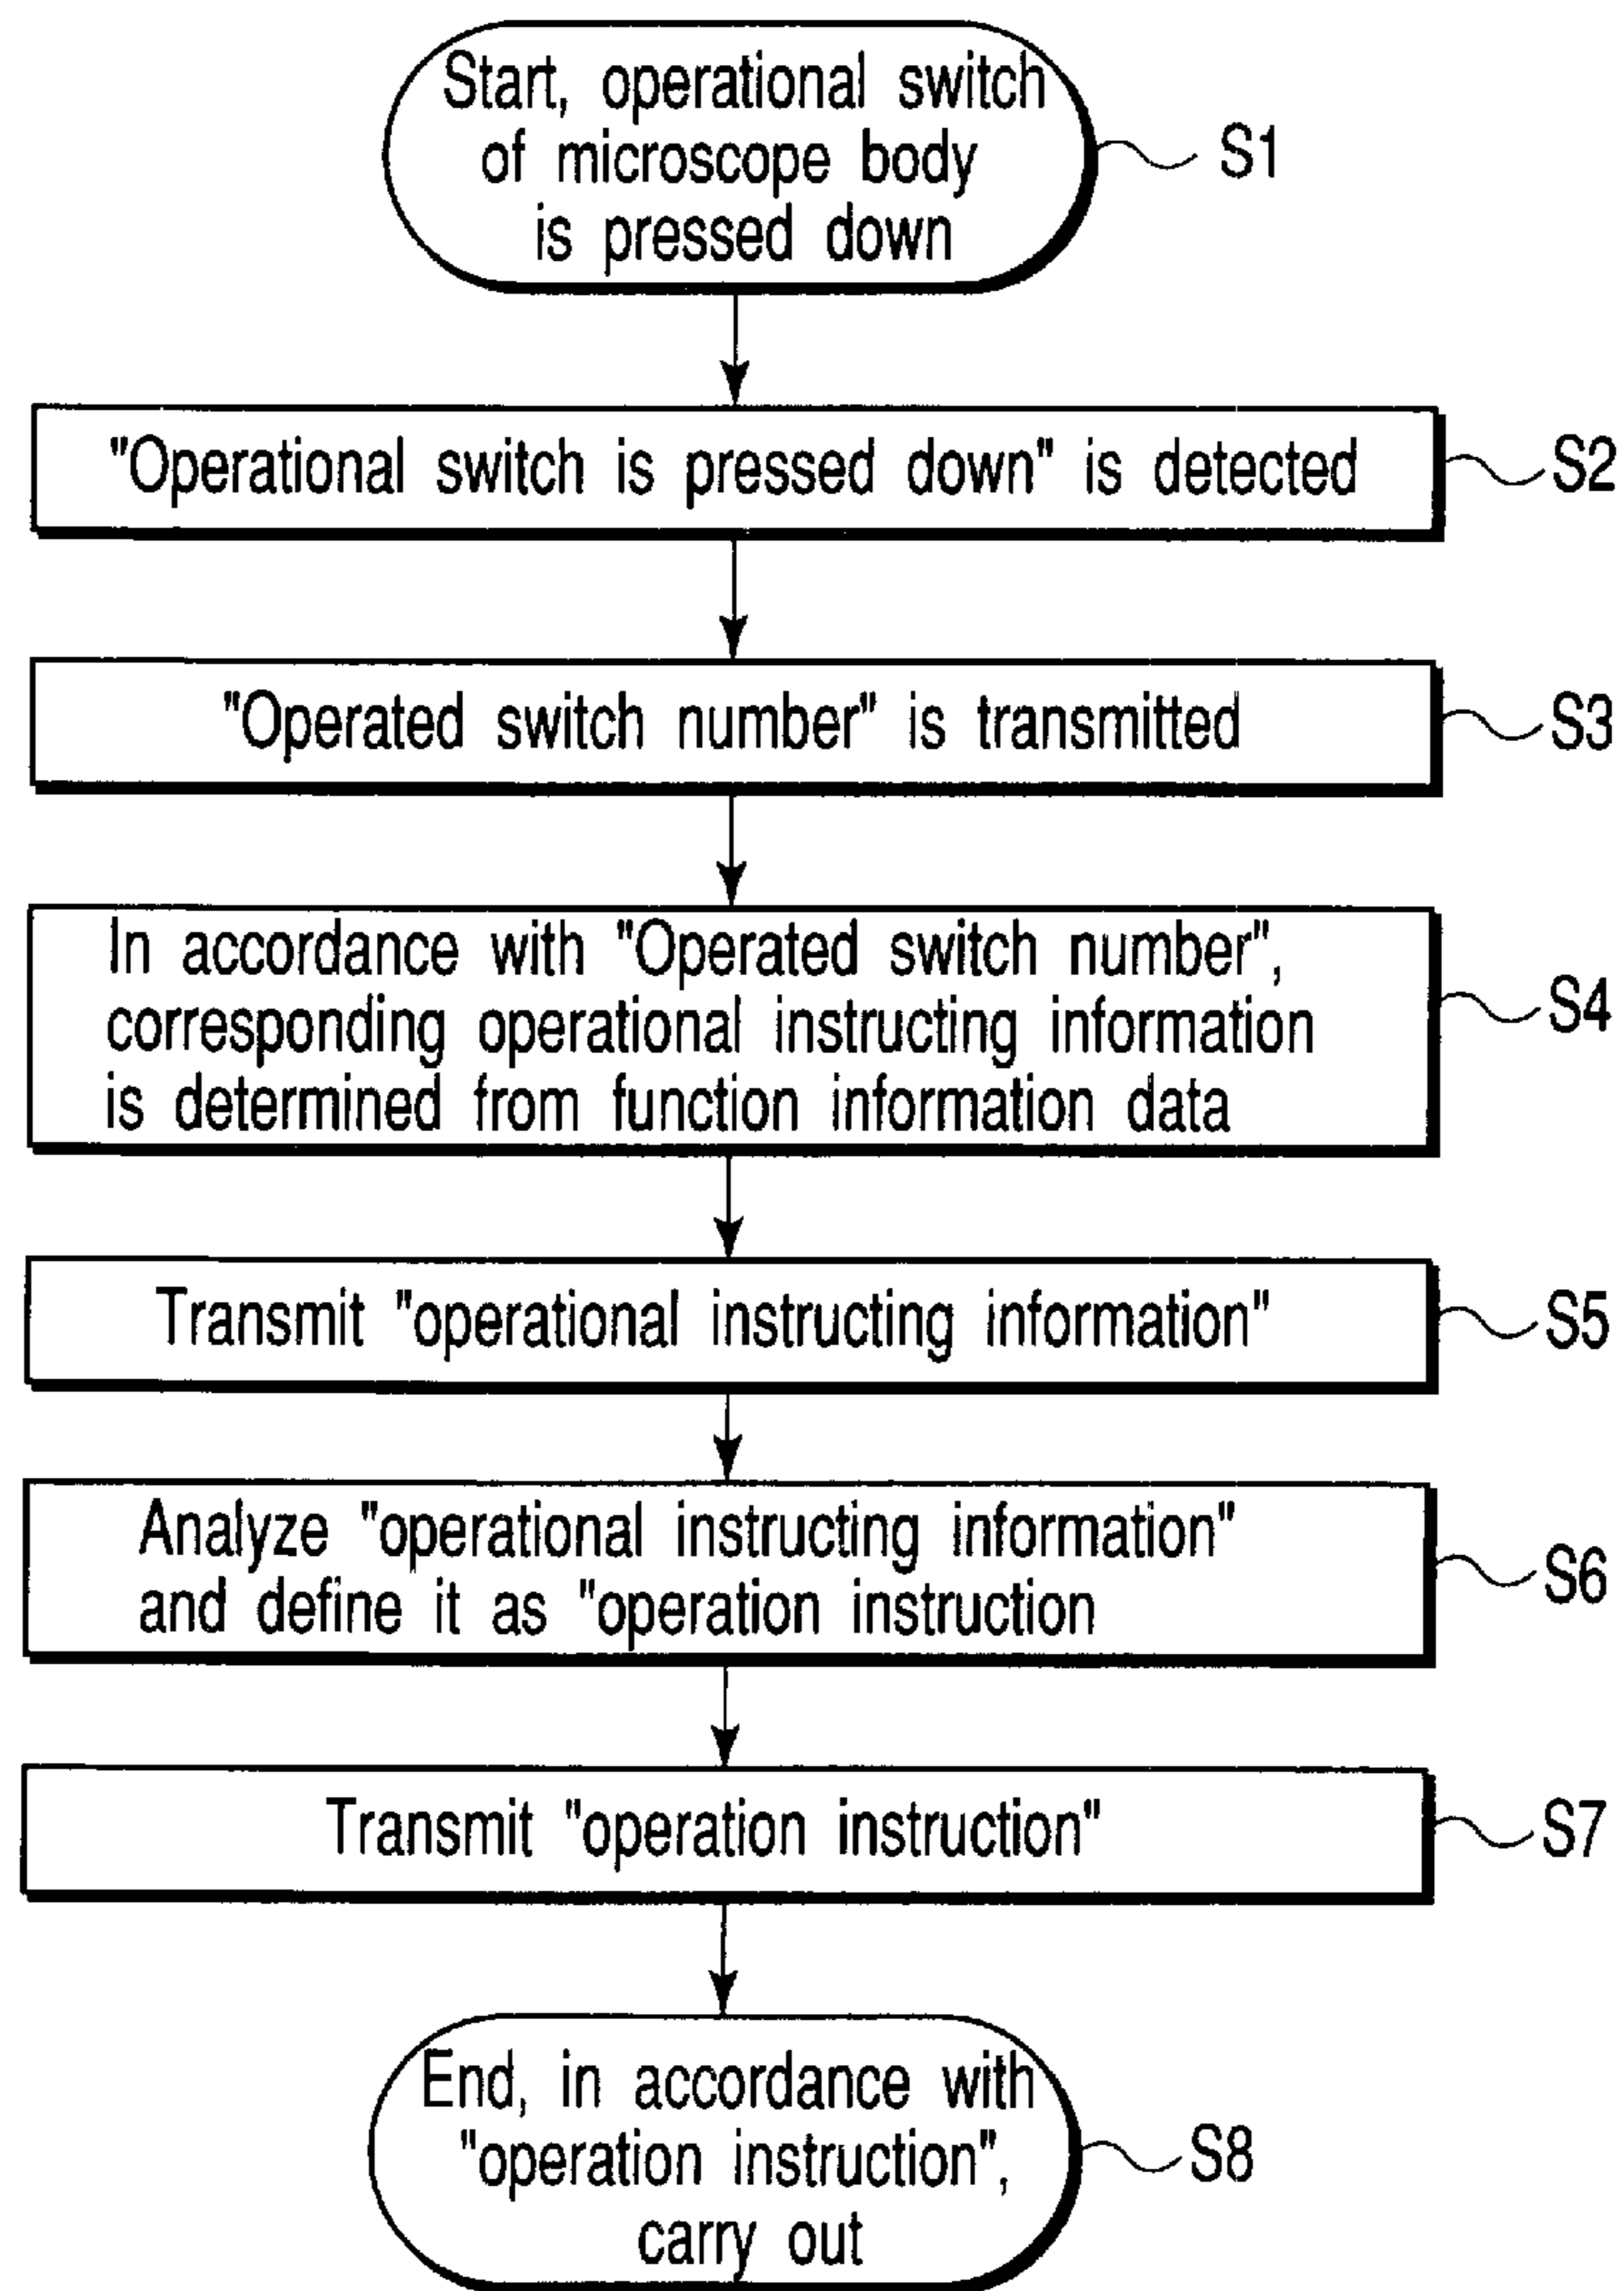 Start, operational switch
of microscope body
is pressed down
S1
"Operational switch is pressed down" is detected
S2
"Operated switch number" is transmitted
S3
In accordance with "Operated switch number",
corresponding operational instructing information
is determined from function information data
S4
Transmit "operational instructing information"
S5
Analyze "operational instructing information"
and define it as "operation instruction
S6
Transmit "operation instruction"
S7
End, in accordance with
"operation instruction",
carry out
S8